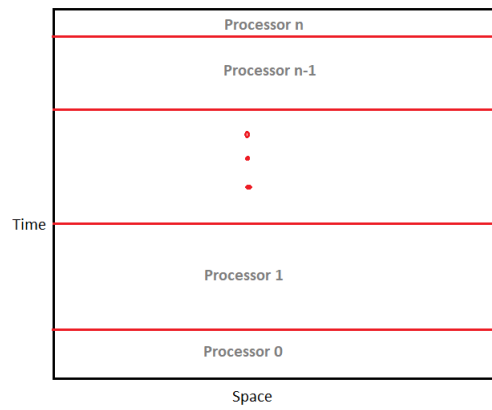 Processor n
Processor n-1
Time
Processor 1
Processor 0
Space